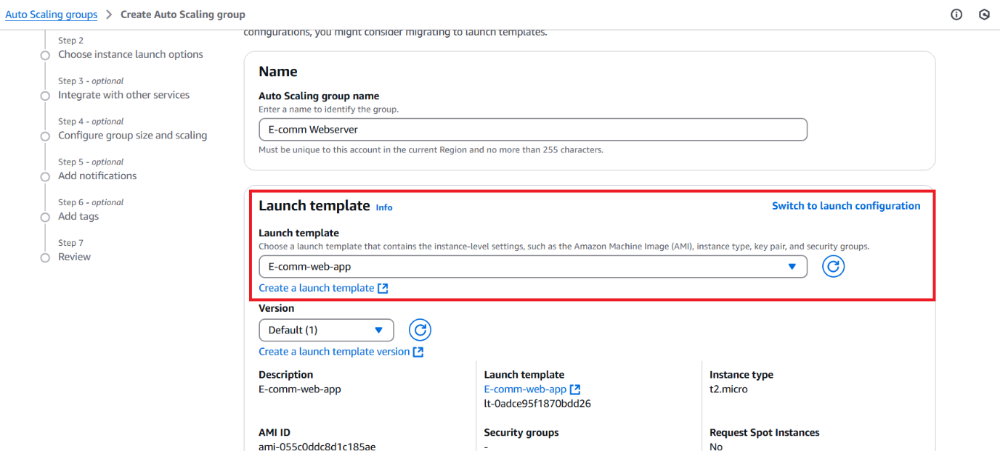 Auto Scaling groups > Create Auto Scaling group
configurations, you might consider migrating to launch templates.
Step 2
Choose instance launch options
Step 3 - optional
Integrate with other services
Step 4 - optional
Configure group size and scaling
Step 5 - optional
Add notifications
Step 6 - optional
Add tags
Step 7
Review
Name
Auto Scaling group name
Enter a name to identify the group.
E-comm Webserver
Must be unique to this account in the current Region and no more than 255 characters.
Launch template Info
Switch to launch configuration
Launch template
Choose a launch template that contains the instance-level settings, such as the Amazon Machine Image (AMI), instance type, key pair, and security groups.
E-comm-web-app
Create a launch template
Version
Default (1)
Create a launch template version
Description
E-comm-web-app
Launch template
E-comm-web-app
lt-0adce95f1870bdd26
Instance type
t2.micro
AMI ID
ami-055c0ddc8d1c185ae
Security groups
-
Request Spot Instances
No